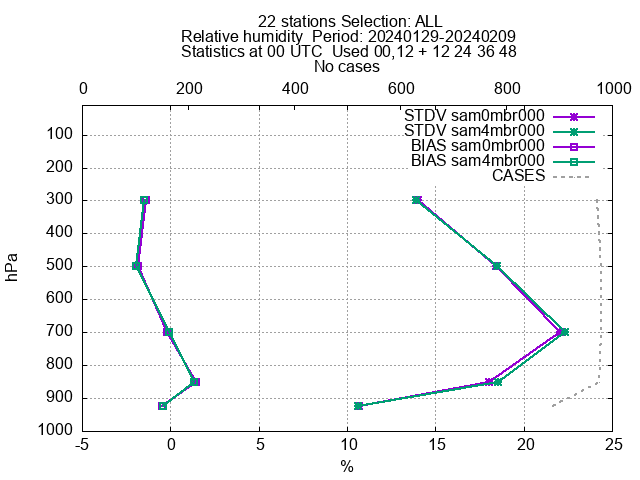 22 stations Selection: ALL
Relative humidity  Period: 20240129-20240209
Statistics at 00 UTC  Used 00,12 + 12 24 36 48
No cases
0 200 400 600 800 1000
STDV sam0mbr000
STDV sam4mbr000
BIAS sam0mbr000
BIAS sam4mbr000
CASES
100
200
300
400
500
600
700
800
900
1000
hPa
-5 0 5 10 15 20 25
%